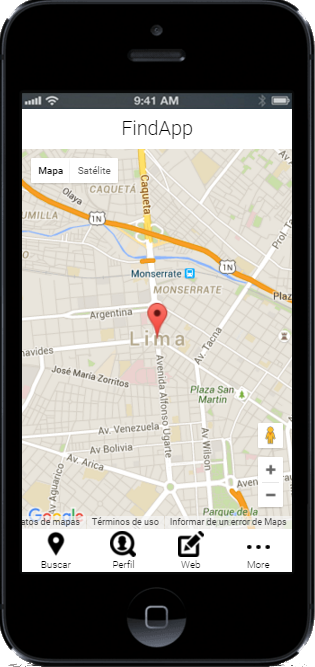 9:41 AM
FindApp
Mapa Satélite
Olaya
CAQUETÁ
Caqueta
UMILLA
1N
Prol. Ta
Monserrate
1N
MONSERRATE
Plaz
Argentina
Lima
Av. Tacna
navides
José María Zorritos
Avenida Alfonso Ugarte
Plaza San
Martín
Av. Venezuela
Av Wilson
Av Bolivia
Av. Arica
Av Aguarico
Aven
Parque de la
Google
atos de mapas Términos de uso Informar de un error de Maps
Buscar Perfil Web More